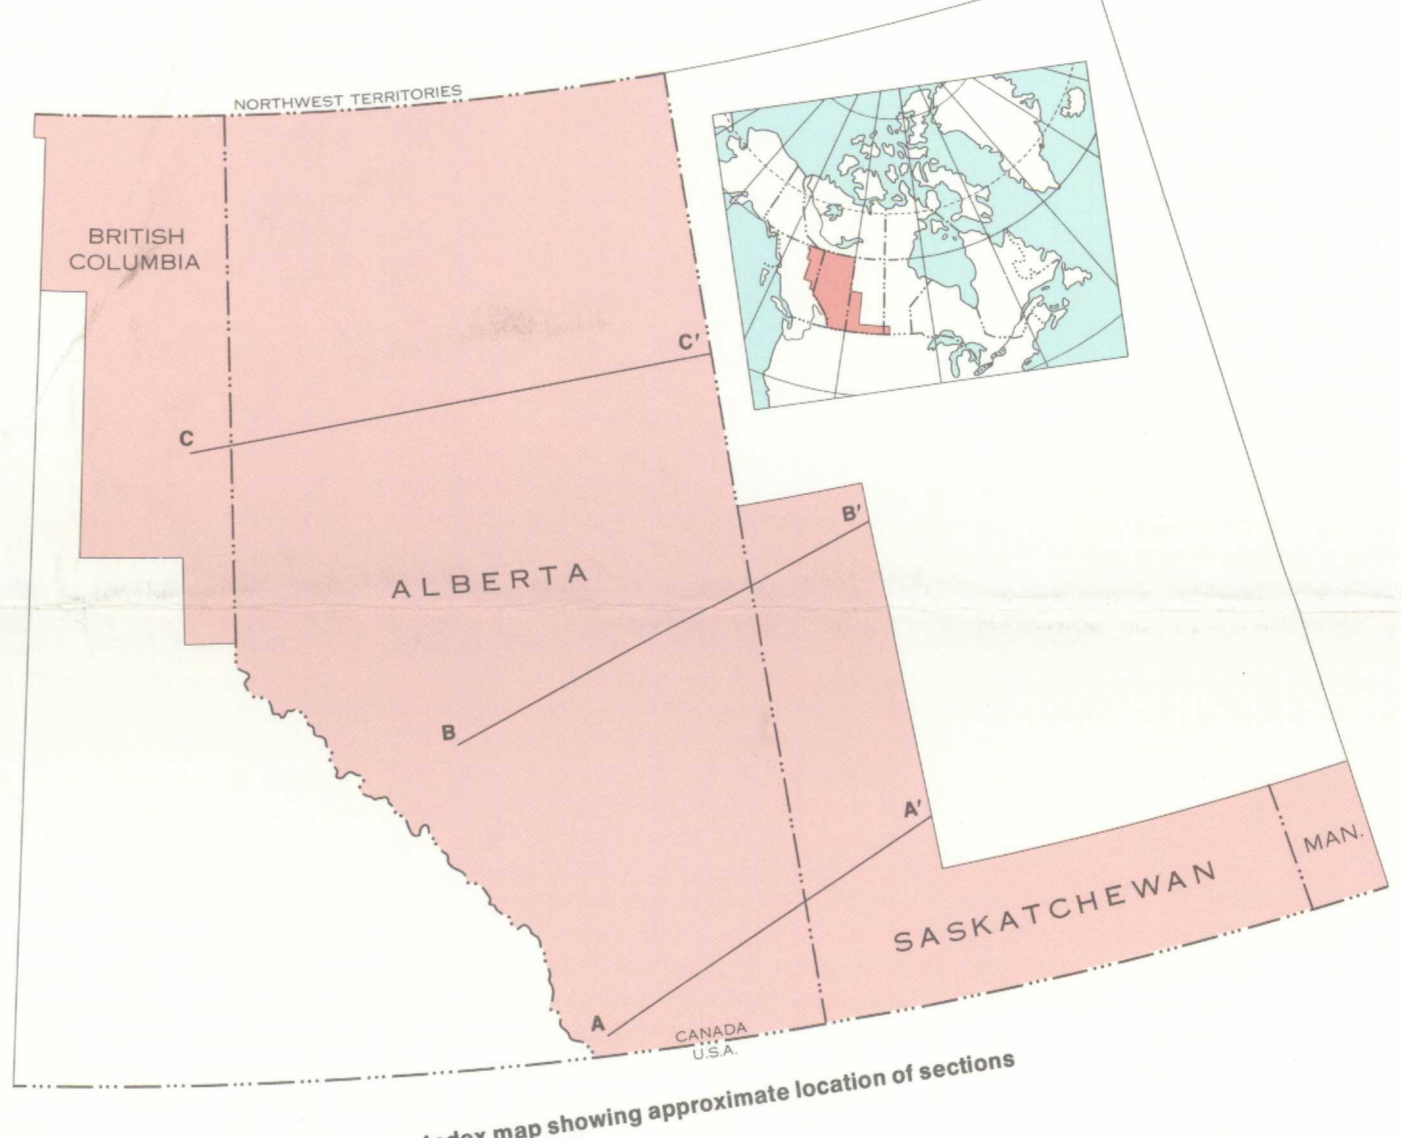 NORTHWEST TERRITORIES
BRITISH
COLUMBIA
C'
C
B'
ALBERTA
B
A'
MAN.
SASKATCHEWAN
A
CANADA
U.S.A.
map showing approximate location of sections